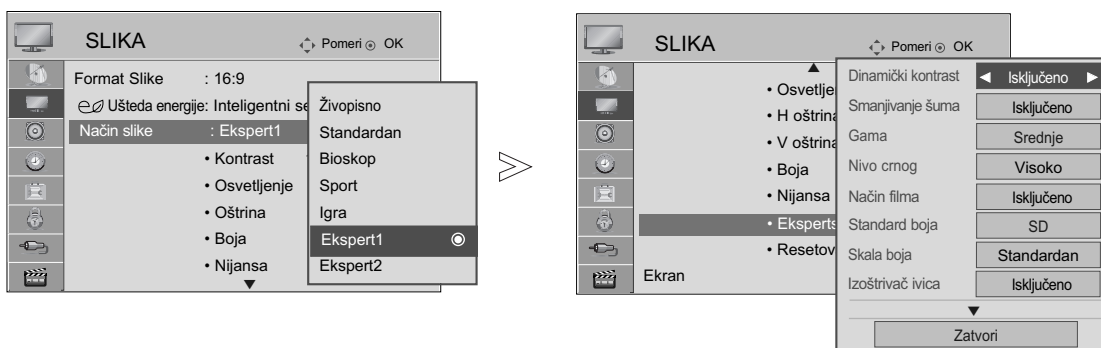 SLIKA
Pomeri OK
Format Slike : 16:9
Ušteda energije: Inteligentni se
Način slike : Ekspert1
• Kontrast
• Osvetljenje
• Oštrina
• Boja
• Nijansa
Živopisno
Standardan
Bioskop
Sport
Igra
Ekspert1
Ekspert2
SLIKA
Pomeri OK
• Osvetlje
• H oštrina
• V oštrina
• Boja
• Nijansa
• Eksperts
• Resetov
Ekran
Dinamički kontrast Isključeno
Smanjivanje šuma Isključeno
Gama Srednje
Nivo crnog Visoko
Način filma Isključeno
Standard boja SD
Skala boja Standardan
Izoštrivač ivica Isključeno
Zatvori